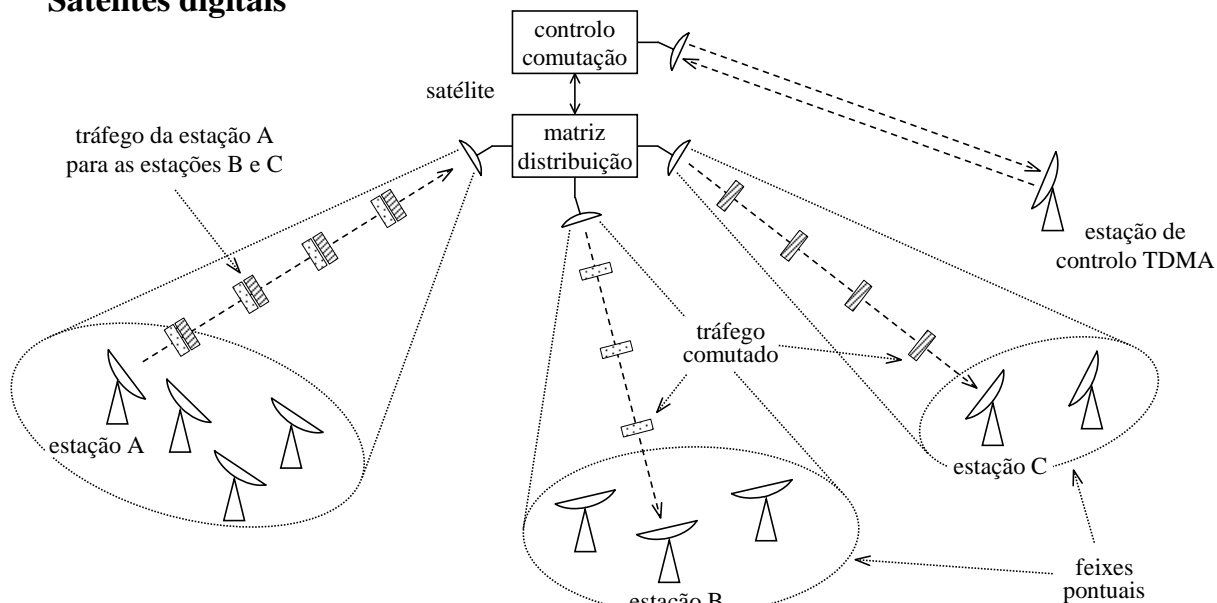 Satélites digitais
controlo
comutação
satélite
matriz
distribuição
tráfego da estação A
para as estações B e C
estação de
controlo TDMA
tráfego
comutado
estação A
estação C
estação B
feixes
pontuais